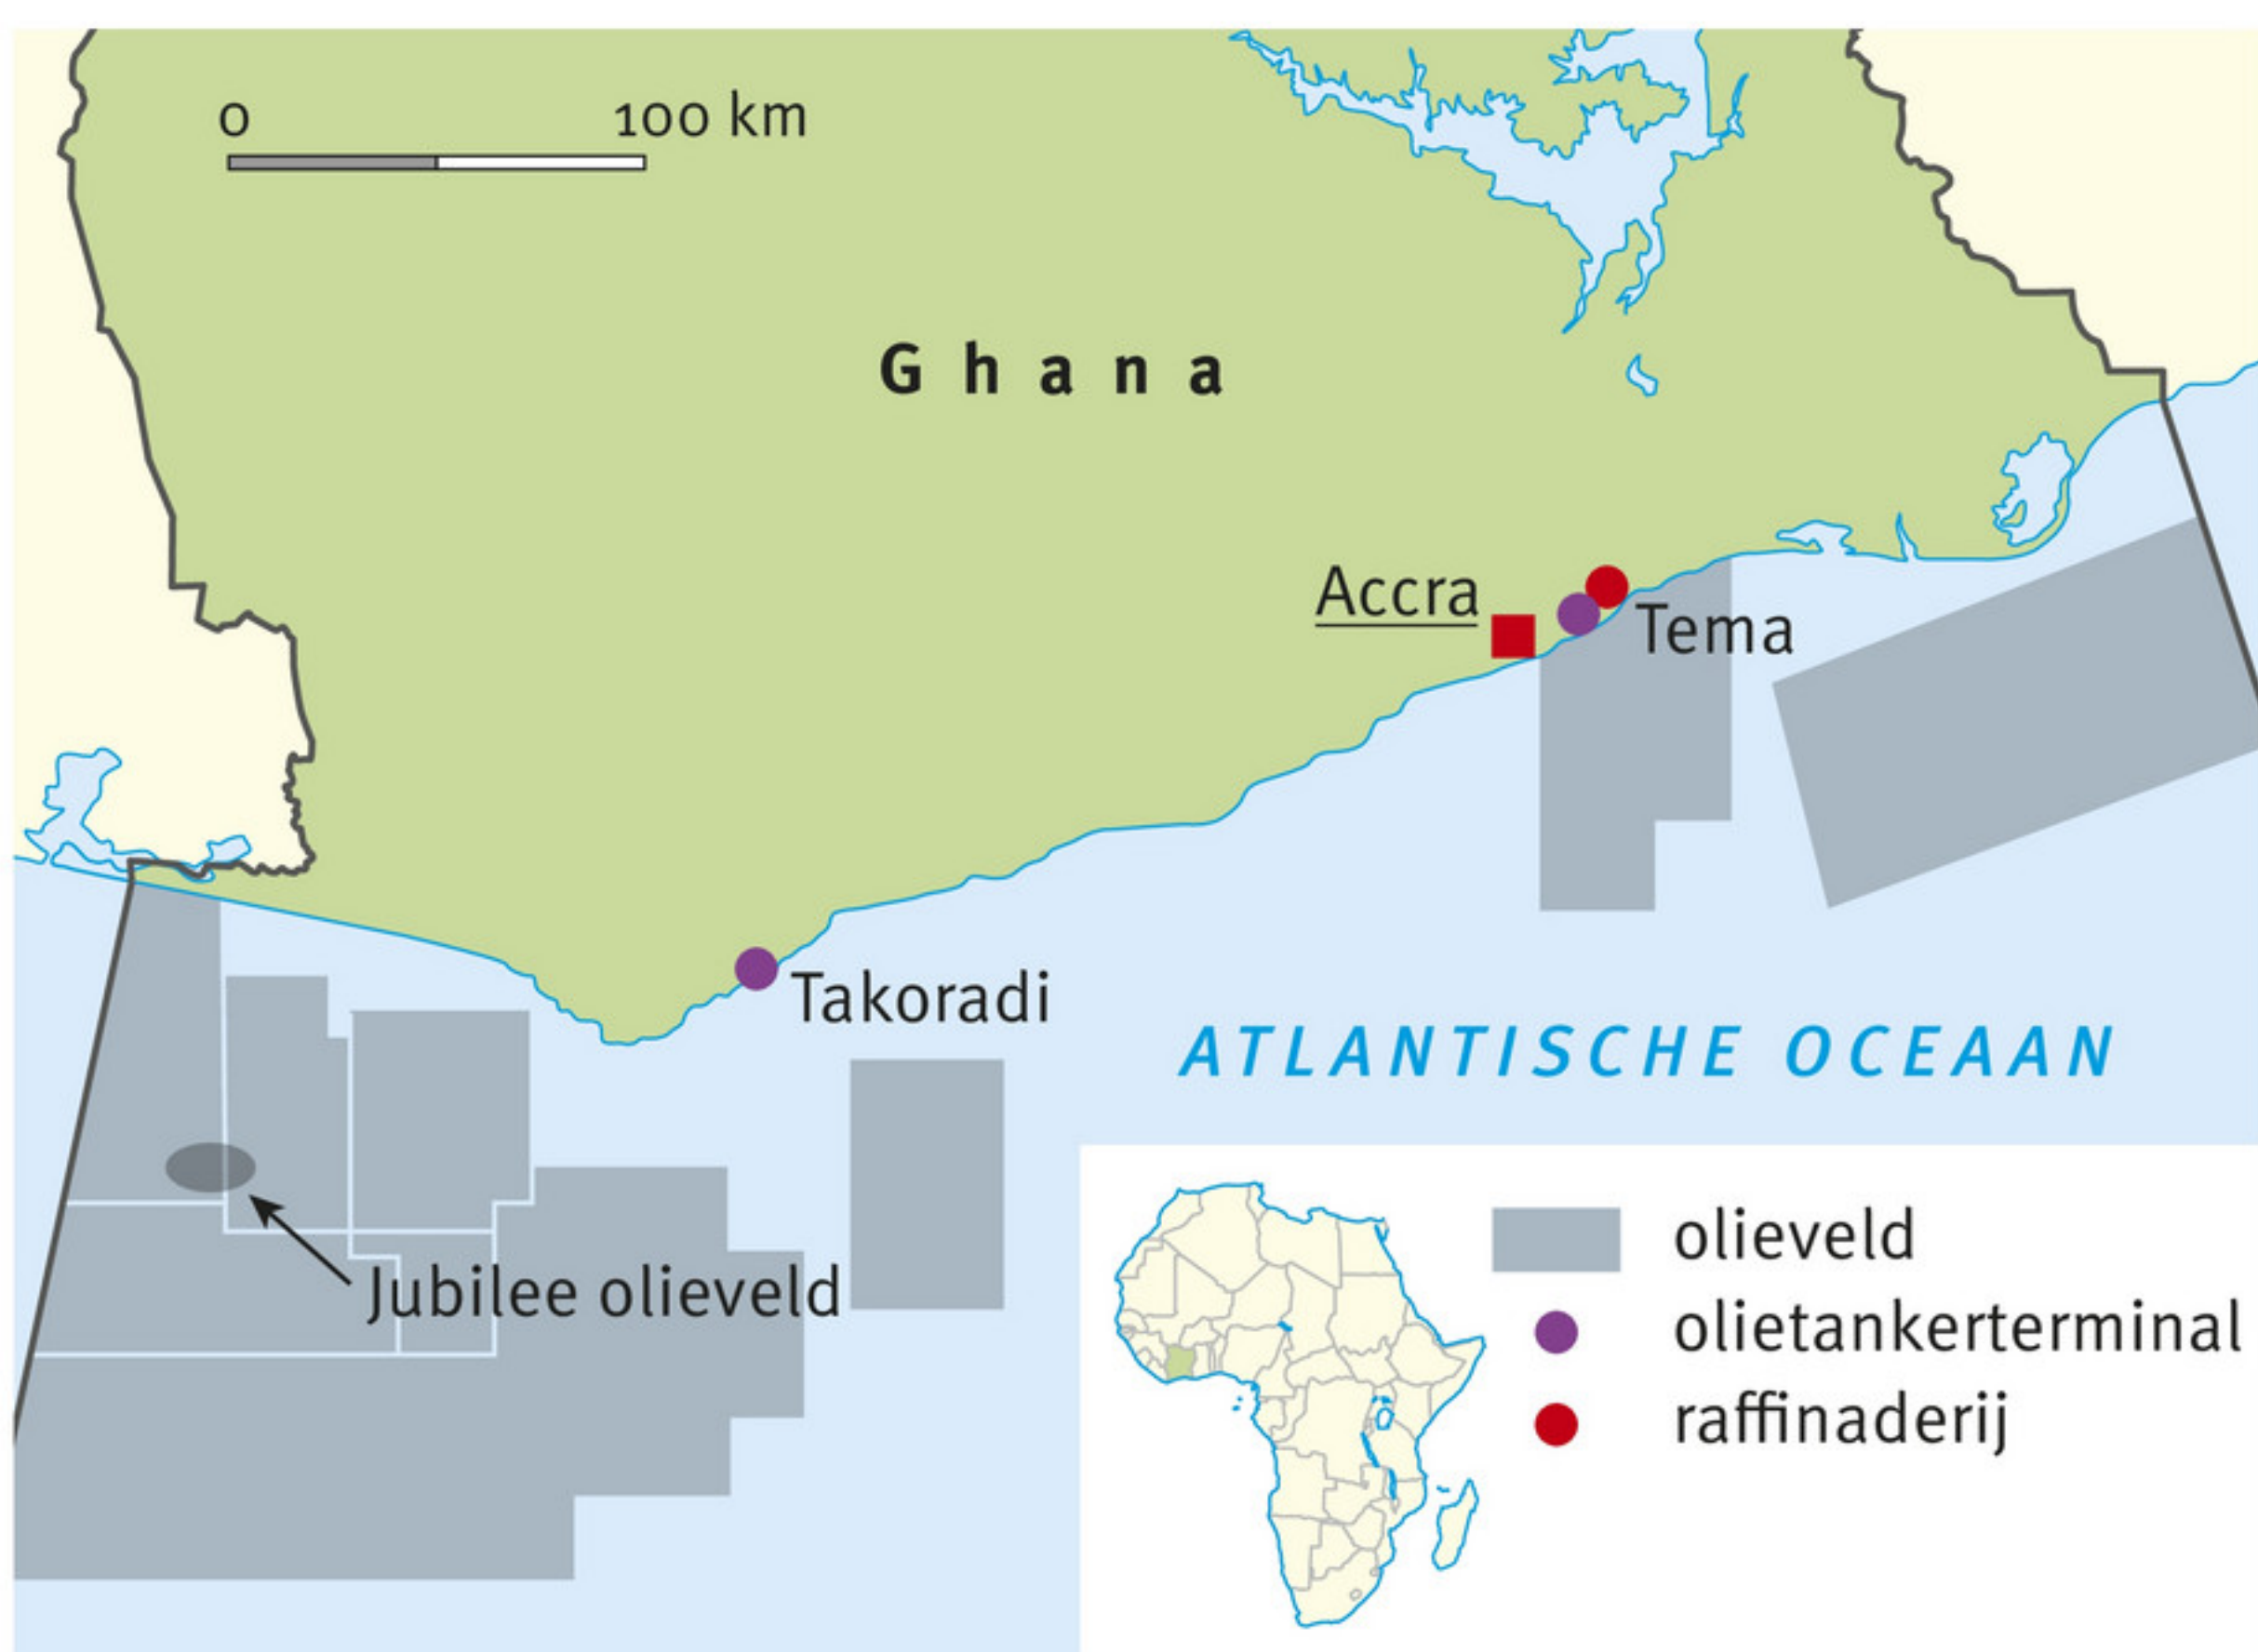 0 100 km
Ghana
Accra
Tema
Takoradi
ATLANTISCHE OCEAAN
Jubilee olieveld
olieveld
olietankerterminal
raffinaderij